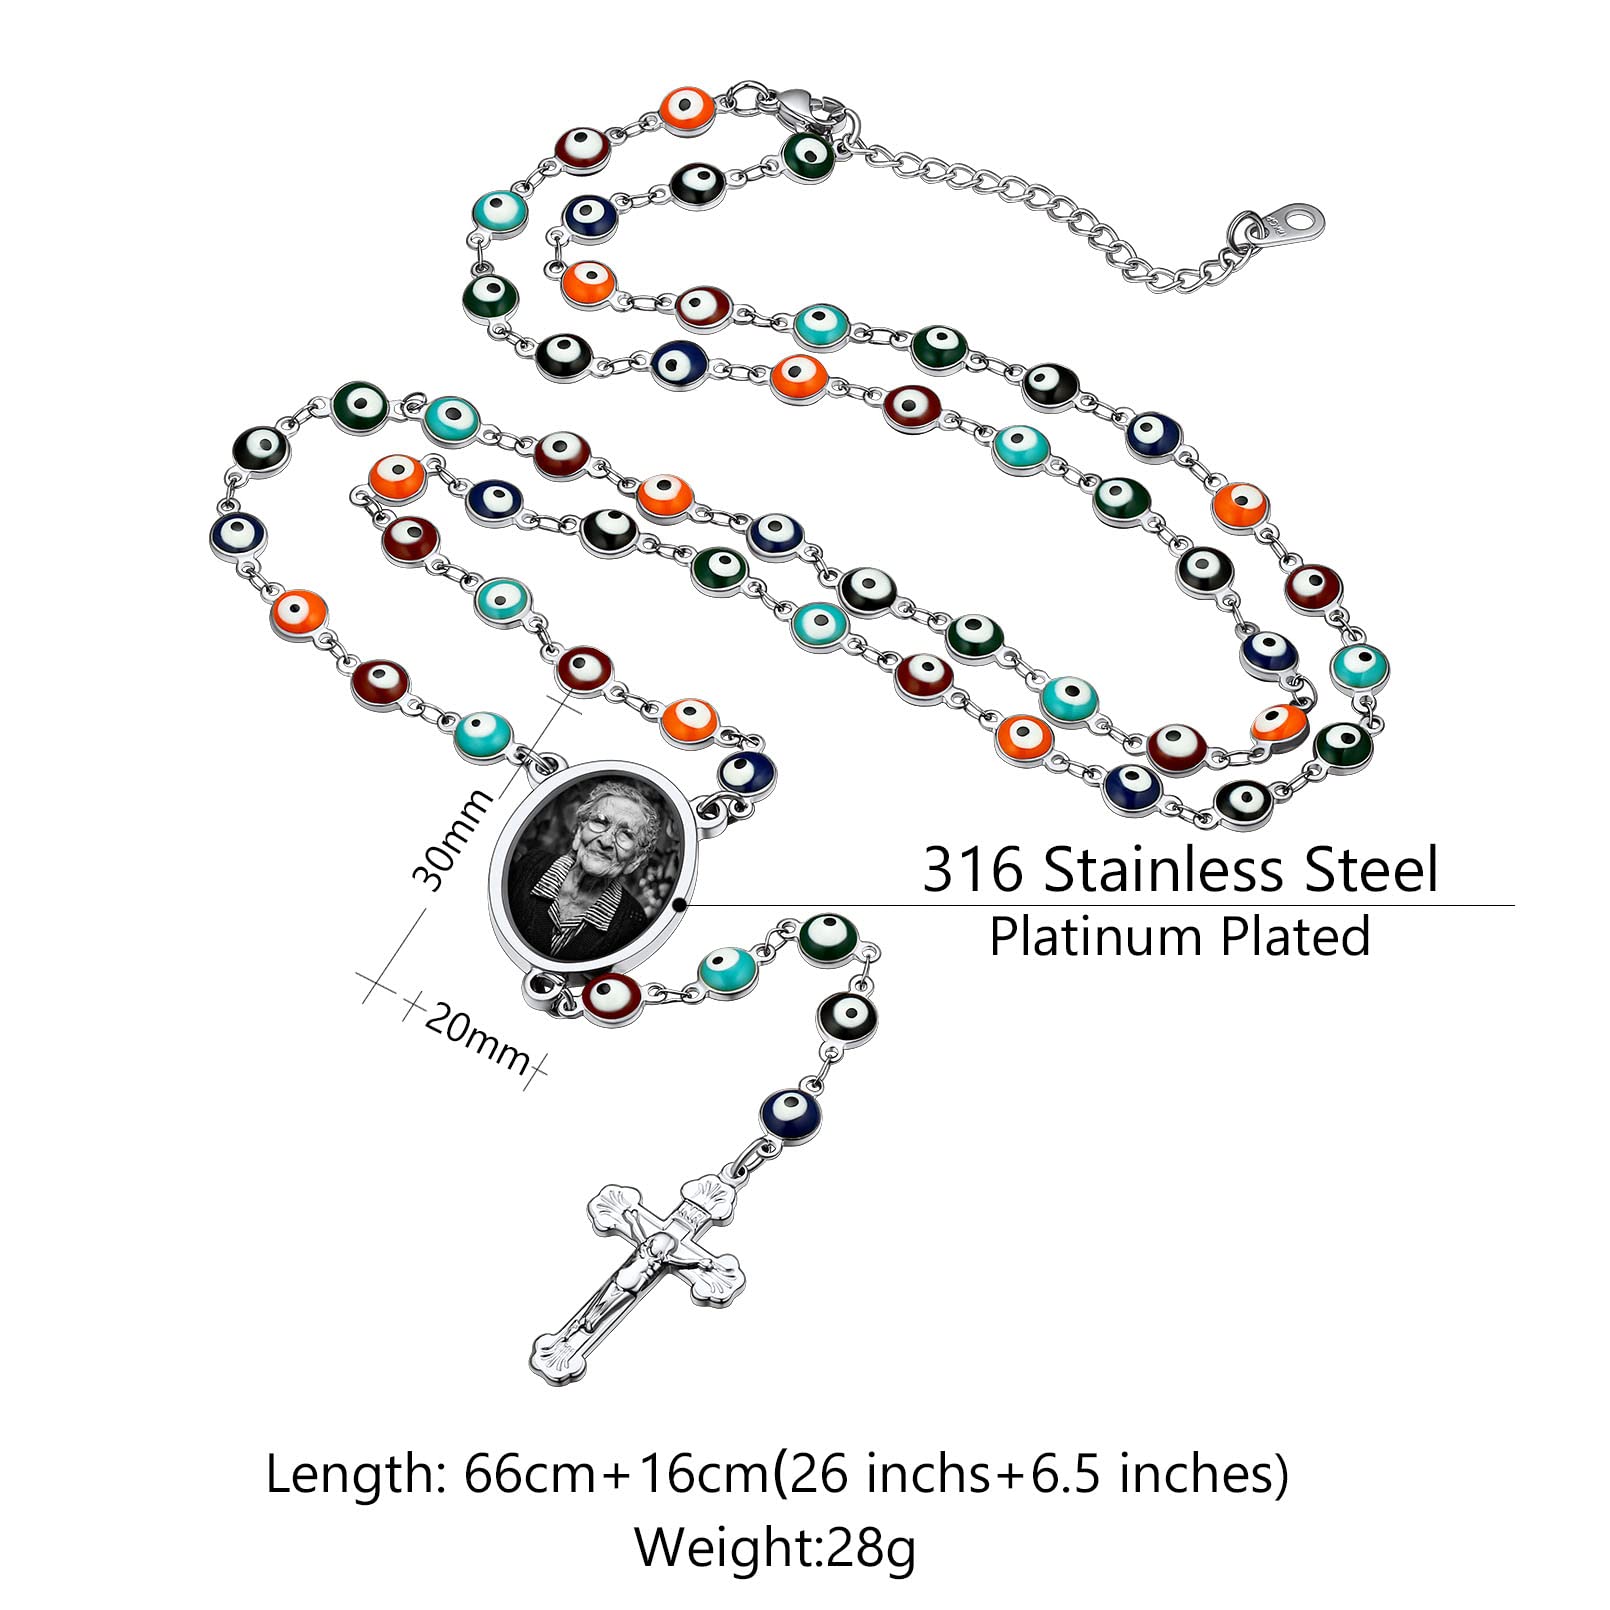 316 Stainless Steel
Platinum Plated
30mm
20mm
Length: 66cm+16cm(26 inchs+6.5 inches)
Weight:28g